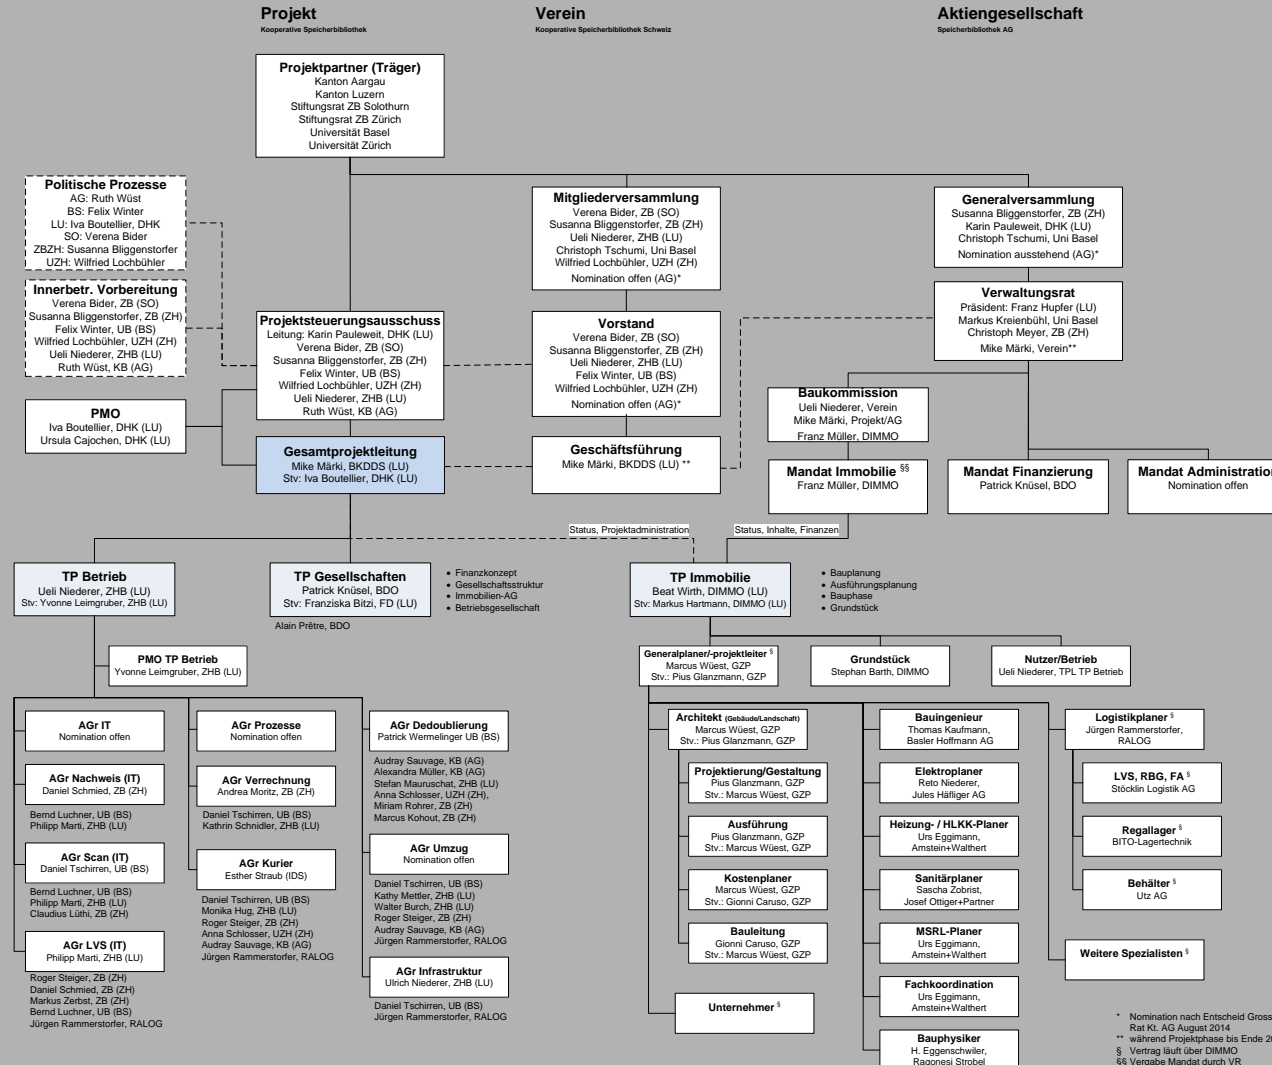 Projekt
Kooperative Speicherbibliothek
Verein
Kooperative Speicherbibliothek Schweiz
Aktiengesellschaft
Speicherbibliothek AG
Projektpartner (Träger)
Kanton Aargau
Kanton Luzern
Stiftungsrat ZB Solothurn
Stiftungsrat ZB Zürich
Universität Basel
Universität Zürich
Politische Prozesse
AG: Ruth Wüst
BS: Felix Winter
LU: Iva Boutellier, DHK
SO: Verena Bider
ZBZH: Susanna Bliggenstorfer
UZH: Wilfried Lochbühler
Innerbetr. Vorbereitung
Verena Bider, ZB (SO)
Susanna Bliggenstorfer, ZB (ZH)
Felix Winter, UB (BS)
Wilfried Lochbühler, UZH (ZH)
Ueli Niederer, ZHB (LU)
Ruth Wüst, KB (AG)
PMO
Iva Boutellier, DHK (LU)
Ursula Cajochen, DHK (LU)
Projektsteuerungsausschuss
Leitung: Karin Pauleweit, DHK (LU)
Verena Bider, ZB (SO)
Susanna Bliggenstorfer, ZB (ZH)
Felix Winter, UB (BS)
Wilfried Lochbühler, UZH (ZH)
Ueli Niederer, ZHB (LU)
Ruth Wüst, KB (AG)
Gesamtprojektleitung
Mike Märki, BKDDS (LU)
Stv: Iva Boutellier, DHK (LU)
Mitgliederversammlung
Verena Bider, ZB (SO)
Susanna Bliggenstorfer, ZB (ZH)
Ueli Niederer, ZHB (LU)
Christoph Tschumi, Uni Basel
Wilfried Lochbühler, UZH (ZH)
Nomination offen (AG)*
Vorstand
Verena Bider, ZB (SO)
Susanna Bliggenstorfer, ZB (ZH)
Ueli Niederer, ZHB (LU)
Felix Winter, UB (BS)
Wilfried Lochbühler, UZH (ZH)
Nomination offen (AG)*
Geschäftsführung
Mike Märki, BKDDS (LU) **
Generalversammlung
Susanna Bliggenstorfer, ZB (ZH)
Karin Pauleweit, DHK (LU)
Christoph Tschumi, Uni Basel
Nomination ausstehend (AG)*
Verwaltungsrat
Präsident: Franz Hupfer (LU)
Markus Kreienbühl, Uni Basel
Christoph Meyer, ZB (ZH)
Mike Märki, Verein**
Baukommission
Ueli Niederer, Verein
Mike Märki, Projekt/AG
Franz Müller, DIMMO
Mandat Immobilie §§
Franz Müller, DIMMO
Mandat Finanzierung
Patrick Knüsel, BDO
Mandat Administration
Nomination offen
Status, Projektadministration
Status, Inhalte, Finanzen
TP Betrieb
Ueli Niederer, ZHB (LU)
Stv: Yvonne Leimgruber, ZHB (LU)
TP Gesellschaften
Patrick Knüsel, BDO
Stv: Franziska Bitzi, FD (LU)
Alain Prêtre, BDO
• Finanzkonzept
• Gesellschaftsstruktur
• Immobilien-AG
• Betriebsgesellschaft
TP Immobilie
Beat Wirth, DIMMO (LU)
Stv: Markus Hartmann, DIMMO (LU)
• Bauplanung
• Ausführungsplanung
• Bauphase
• Grundstück
PMO TP Betrieb
Yvonne Leimgruber, ZHB (LU)
AGr IT
Nomination offen
AGr Nachweis (IT)
Daniel Schmied, ZB (ZH)
Bernd Luchner, UB (BS)
Philipp Marti, ZHB (LU)
AGr Scan (IT)
Daniel Tschirren, UB (BS)
Bernd Luchner, UB (BS)
Philipp Marti, ZHB (LU)
Claudius Lüthi, ZB (ZH)
AGr LVS (IT)
Philipp Marti, ZHB (LU)
Roger Steiger, ZB (ZH)
Daniel Schmied, ZB (ZH)
Markus Zerbst, ZB (ZH)
Bernd Luchner, UB (BS)
Jürgen Rammerstorfer, RALOG
AGr Prozesse
Nomination offen
AGr Verrechnung
Andrea Moritz, ZB (ZH)
Daniel Tschirren, UB (BS)
Kathrin Schnidler, ZHB (LU)
AGr Kurier
Esther Straub (IDS)
Daniel Tschirren, UB (BS)
Monika Hug, ZHB (LU)
Roger Steiger, ZB (ZH)
Anna Schlosser, UZH (ZH)
Audray Sauvage, KB (AG)
Jürgen Rammerstorfer, RALOG
AGr Dedoublierung
Patrick Wermelinger UB (BS)
Audray Sauvage, KB (AG)
Alexandra Müller, KB (AG)
Stefan Mauruschat, ZHB (LU)
Anna Schlosser, UZH (ZH),
Miriam Rohrer, ZB (ZH)
Marcus Kohout, ZB (ZH)
AGr Umzug
Nomination offen
Daniel Tschirren, UB (BS)
Kathy Mettler, ZHB (LU)
Walter Burch, ZHB (LU)
Roger Steiger, ZB (ZH)
Audray Sauvage, KB (AG)
Jürgen Rammerstorfer, RALOG
AGr Infrastruktur
Ulrich Niederer, ZHB (LU)
Daniel Tschirren, UB (BS)
Jürgen Rammerstorfer, RALOG
Generalplaner/-projektleiter §
Marcus Wüest, GZP
Stv.: Pius Glanzmann, GZP
Grundstück
Stephan Barth, DIMMO
Nutzer/Betrieb
Ueli Niederer, TPL TP Betrieb
Architekt (Gebäude/Landschaft)
Marcus Wüest, GZP
Stv.: Pius Glanzmann, GZP
Projektierung/Gestaltung
Pius Glanzmann, GZP
Stv.: Marcus Wüest, GZP
Ausführung
Pius Glanzmann, GZP
Stv.: Marcus Wüest, GZP
Kostenplaner
Marcus Wüest, GZP
Stv.: Gionni Caruso, GZP
Bauleitung
Gionni Caruso, GZP
Stv.: Marcus Wüest, GZP
Unternehmer §
Bauingenieur
Thomas Kaufmann,
Basler Hoffmann AG
Elektroplaner
Reto Niederer,
Jules Häfliger AG
Heizung- / HLKK-Planer
Urs Eggimann,
Amstein+Walthert
Sanitärplaner
Sascha Zobrist,
Josef Ottiger+Partner
MSRL-Planer
Urs Eggimann,
Amstein+Walthert
Fachkoordination
Urs Eggimann,
Amstein+Walthert
Bauphysiker
H. Eggenschwiler,
Ragonesi Strobel
Logistikplaner §
Jürgen Rammerstorfer,
RALOG
LVS, RBG, FA §
Stöcklin Logistik AG
Regallager §
BITO-Lagertechnik
Behälter §
Utz AG
Weitere Spezialisten §
* Nomination nach Entscheid Gross
Rat Kt. AG August 2014
** während Projektphase bis Ende
§ Vertrag läuft über DIMMO
§§ Vergabe Mandat durch VR